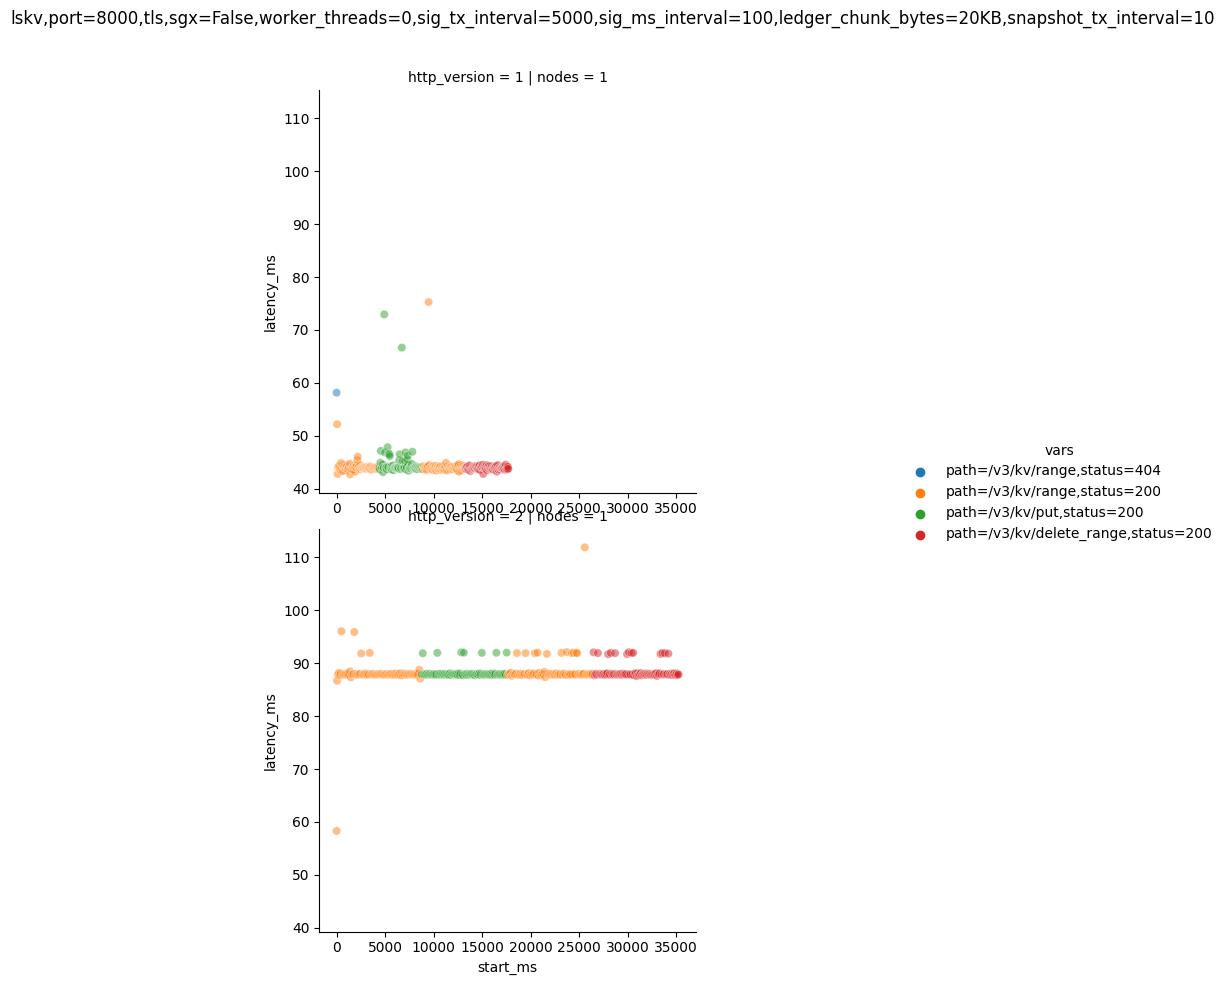 lskv,port=8000,tls,sgx=False,worker_threads=0,sig_tx_interval=5000,sig_ms_interval=100,ledger_chunk_bytes=20KB,snapshot_tx_interval=10
http_version = 1 | nodes = 1
110
100
90
80
70
60
50
40
latency_ms
0 5000 10000 15000 20000 25000 30000 35000
http_version = 2 | nodes = 1
110
100
90
80
70
60
50
40
latency_ms
0 5000 10000 15000 20000 25000 30000 35000
start_ms
vars
path=/v3/kv/range,status=404
path=/v3/kv/range,status=200
path=/v3/kv/put,status=200
path=/v3/kv/delete_range,status=200